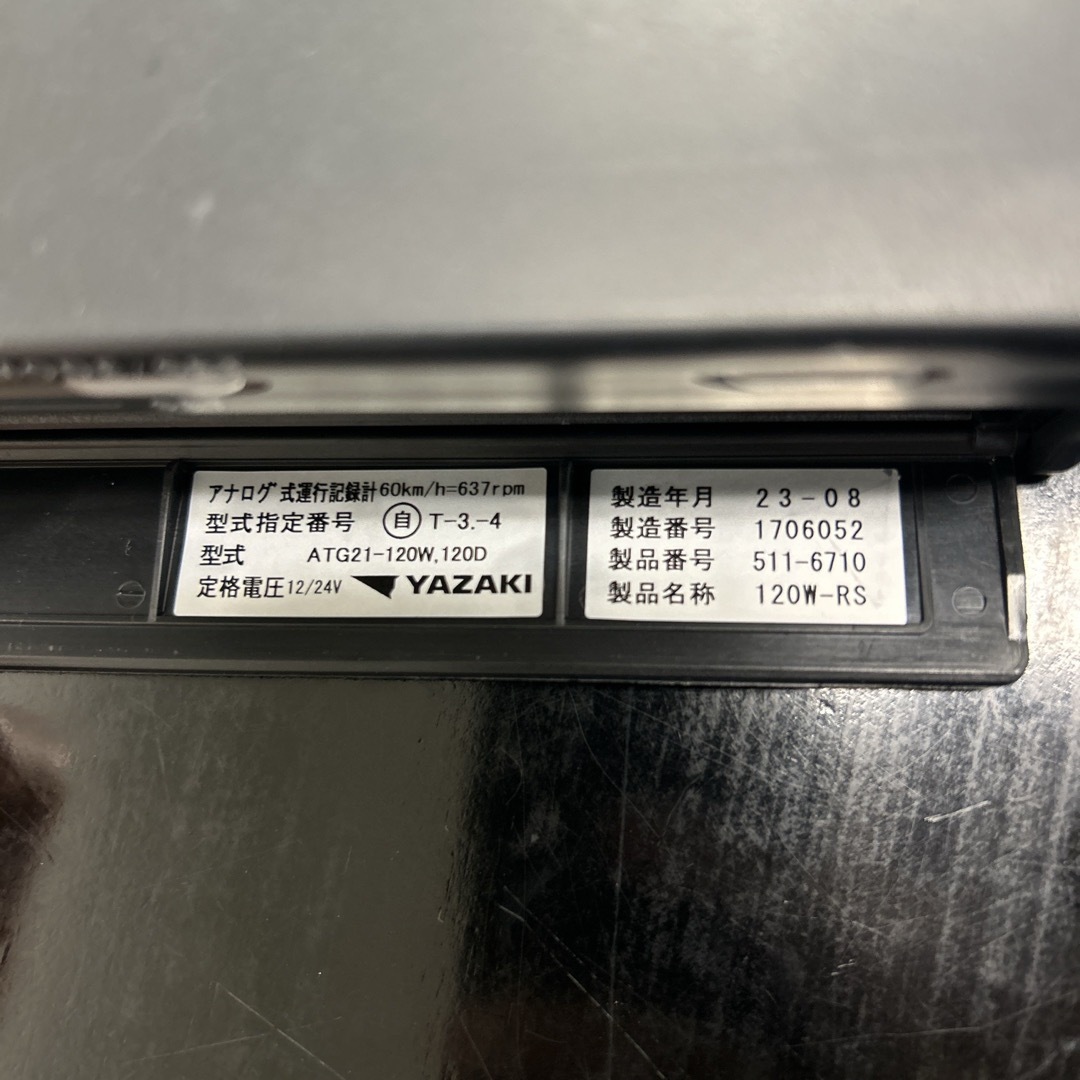 アナログ式運行記録計60km/h=637rpm
型式指定番号 ㊀自 T-3.-4
型式 ATG21-120W,120D
定格電圧12/24V YAZAKI
製造年月 23-08
製造番号 1706052
製品番号 511-6710
製品名称 120W-RS